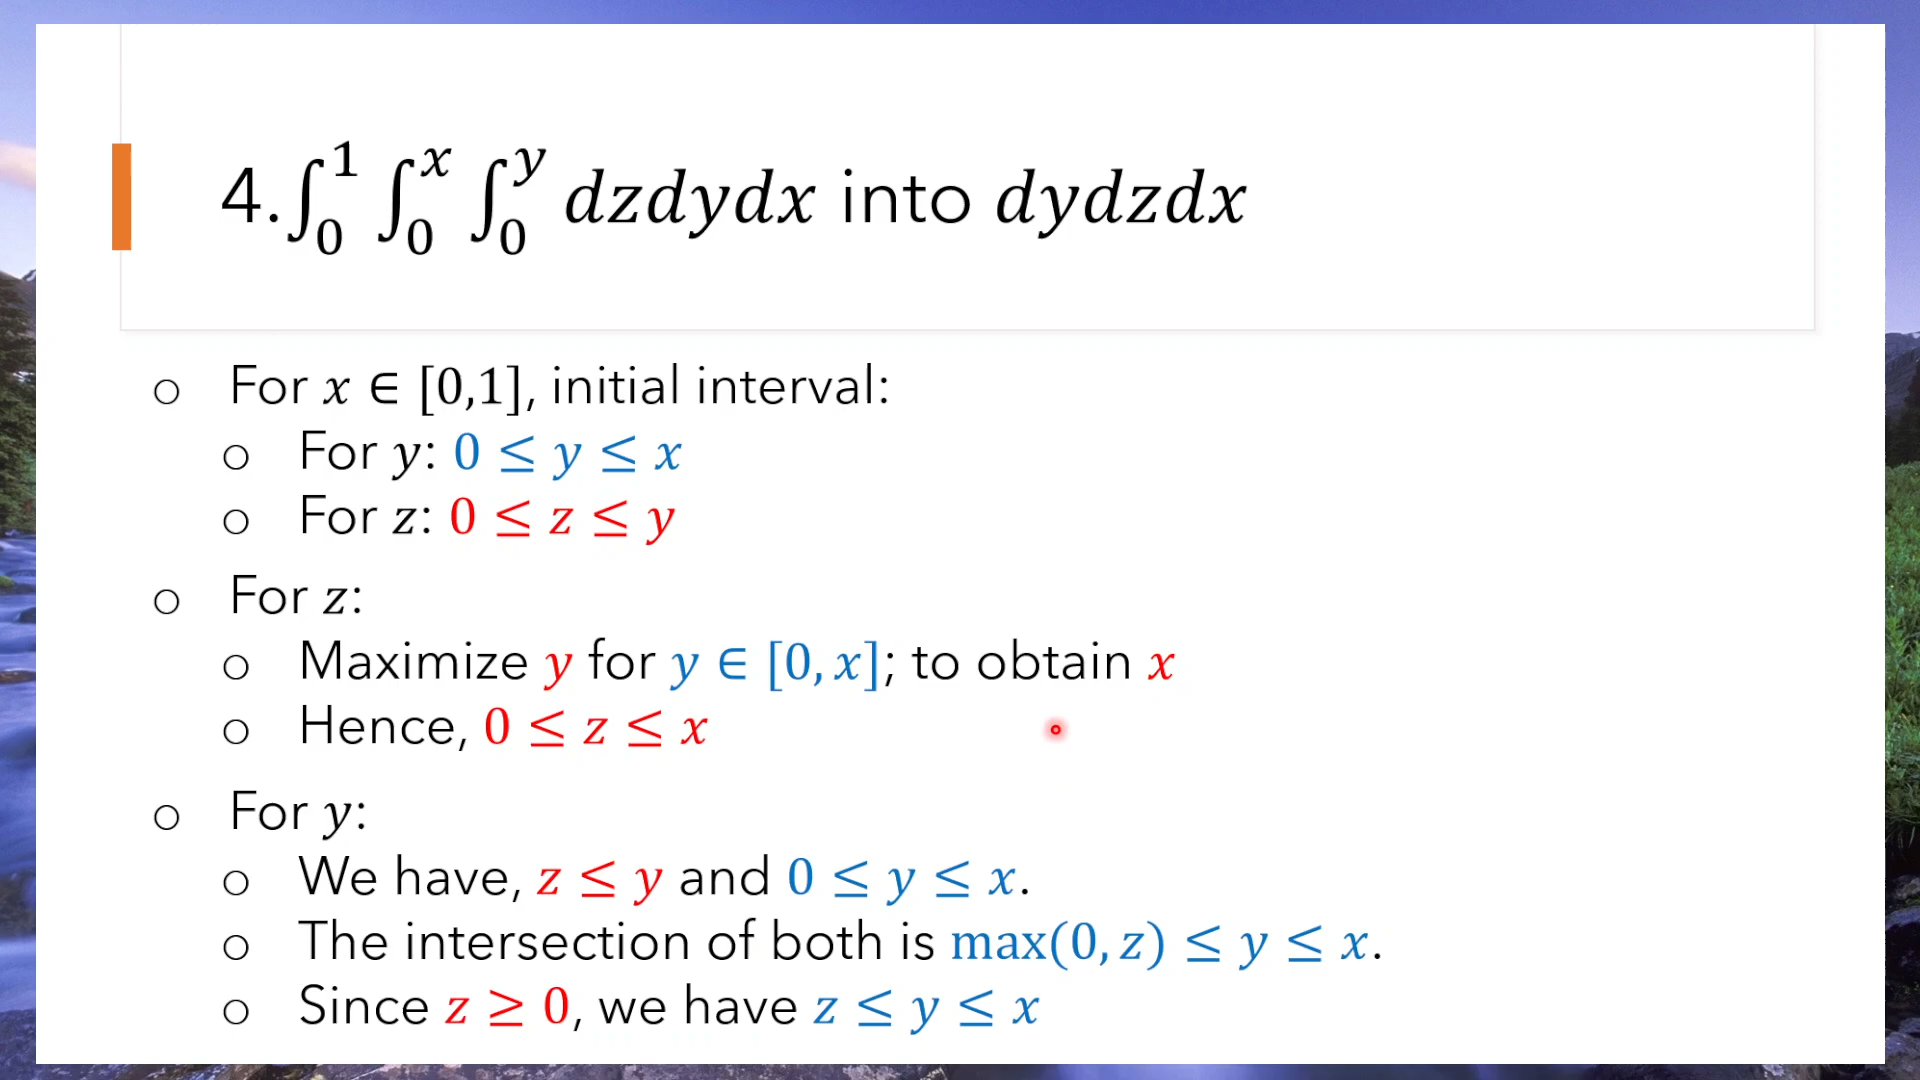 4. ∫₀¹ ∫₀ˣ ∫₀ʸ dzdydx into dydzdx
○ For x ∈ [0,1], initial interval:
○ For y: 0 ≤ y ≤ x
○ For z: 0 ≤ z ≤ y
○ For z:
○ Maximize y for y ∈ [0, x]; to obtain x
○ Hence, 0 ≤ z ≤ x
○ For y:
○ We have, z ≤ y and 0 ≤ y ≤ x.
○ The intersection of both is max(0, z) ≤ y ≤ x.
○ Since z ≥ 0, we have z ≤ y ≤ x